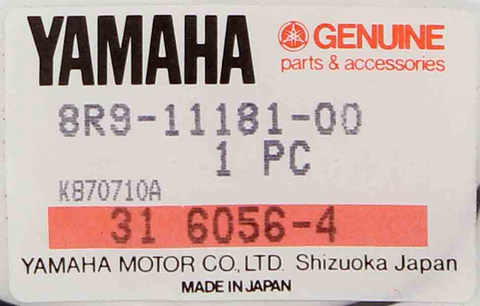 YAMAHA
GENUINE
parts & accessories
8R9-11181-00
1 PC
K870710A
31 6056-4
YAMAHA MOTOR CO., LTD. Shizuoka Japan
MADE IN JAPAN